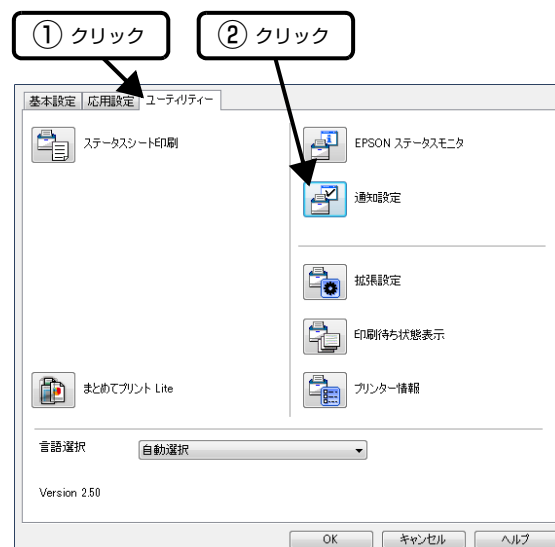 ① クリック
② クリック
基本設定 応用設定 ユーティリティー
ステータスシート印刷
EPSON ステータスモニタ
通知設定
拡張設定
印刷待ち状態表示
まとめてプリント Lite
プリンター情報
言語選択 自動選択
Version 2.50
OK キャンセル ヘルプ